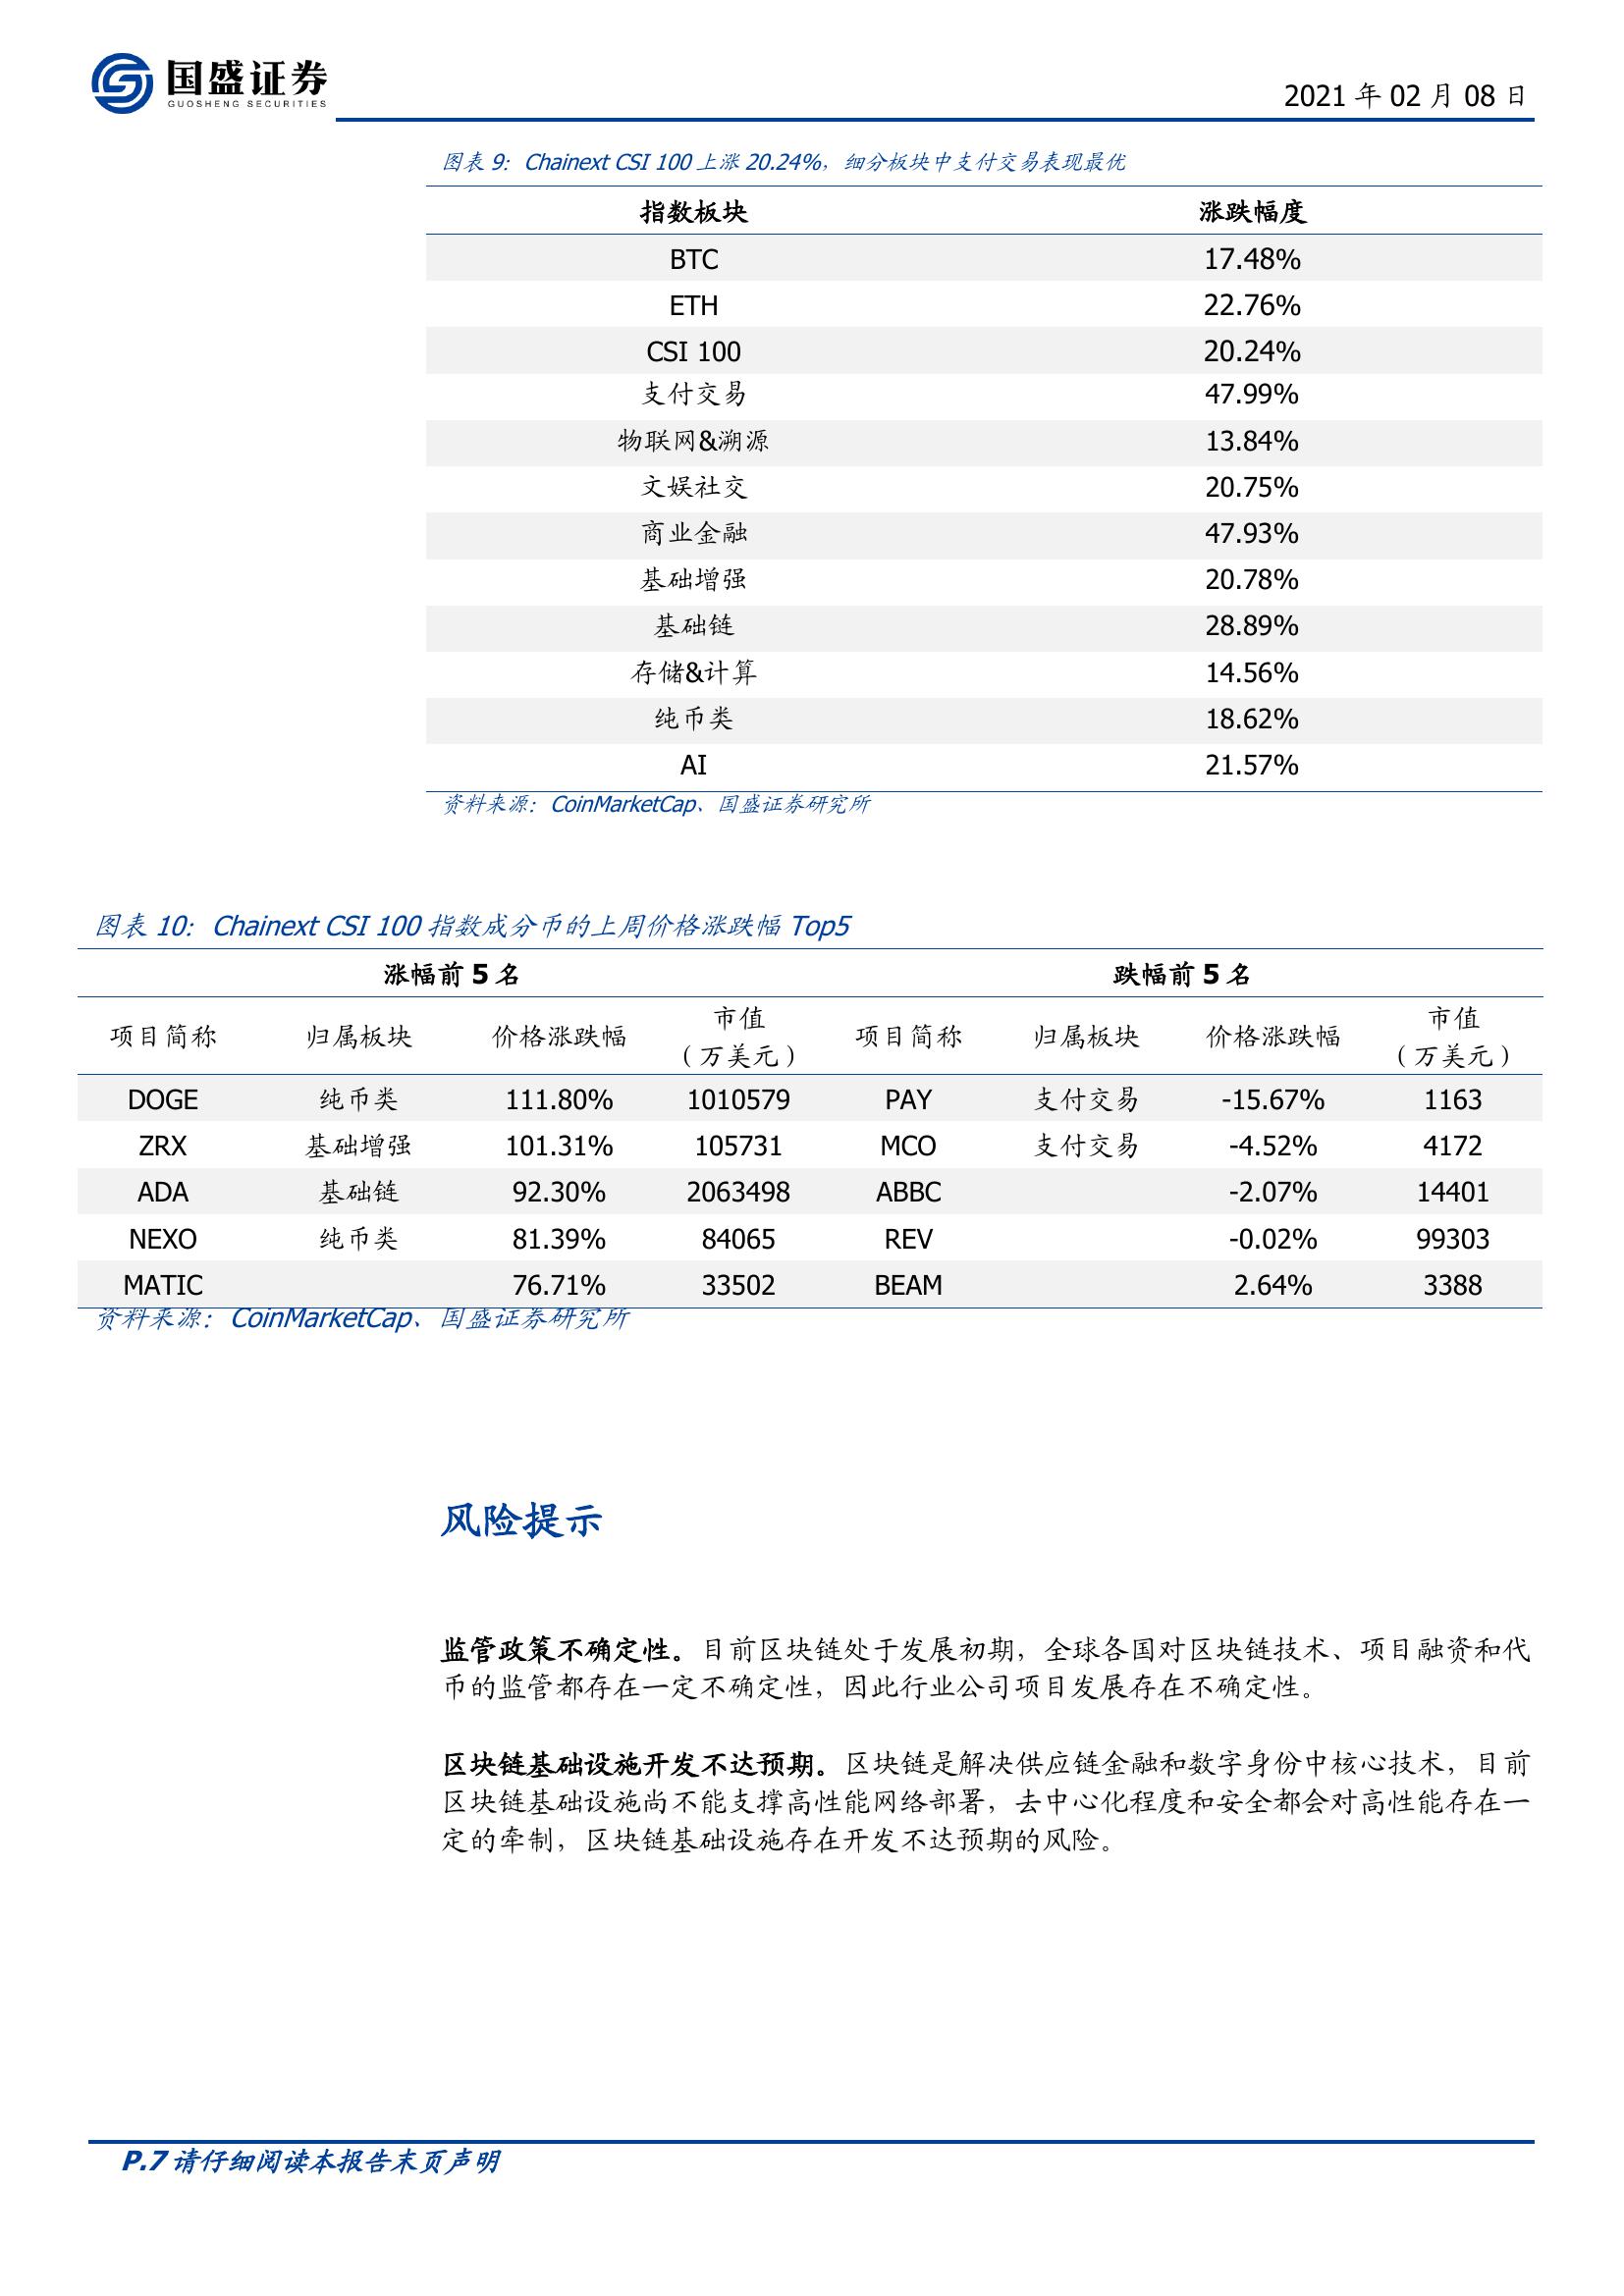 国盛证券
GUOSHENG SECURITIES
2021 年 02 月 08 日
图表 9：Chainext CSI 100 上涨 20.24%，细分板块中支付交易表现最优
指数板块 涨跌幅度
BTC 17.48%
ETH 22.76%
CSI 100 20.24%
支付交易 47.99%
物联网&溯源 13.84%
文娱社交 20.75%
商业金融 47.93%
基础增强 20.78%
基础链 28.89%
存储&计算 14.56%
纯币类 18.62%
AI 21.57%
资料来源：CoinMarketCap、国盛证券研究所
图表 10：Chainext CSI 100 指数成分币的上周价格涨跌幅 Top5
涨幅前 5 名 跌幅前 5 名
项目简称 归属板块 价格涨跌幅 市值（万美元） 项目简称 归属板块 价格涨跌幅 市值（万美元）
DOGE 纯币类 111.80% 1010579 PAY 支付交易 -15.67% 1163
ZRX 基础增强 101.31% 105731 MCO 支付交易 -4.52% 4172
ADA 基础链 92.30% 2063498 ABBC -2.07% 14401
NEXO 纯币类 81.39% 84065 REV -0.02% 99303
MATIC 76.71% 33502 BEAM 2.64% 3388
资料来源：CoinMarketCap、国盛证券研究所
风险提示
监管政策不确定性。目前区块链处于发展初期，全球各国对区块链技术、项目融资和代
币的监管都存在一定不确定性，因此行业公司项目发展存在不确定性。
区块链基础设施开发不达预期。区块链是解决供应链金融和数字身份中核心技术，目前
区块链基础设施尚不能支撑高性能网络部署，去中心化程度和安全都会对高性能存在一
定的牵制，区块链基础设施存在开发不达预期的风险。
P.7 请仔细阅读本报告末页声明